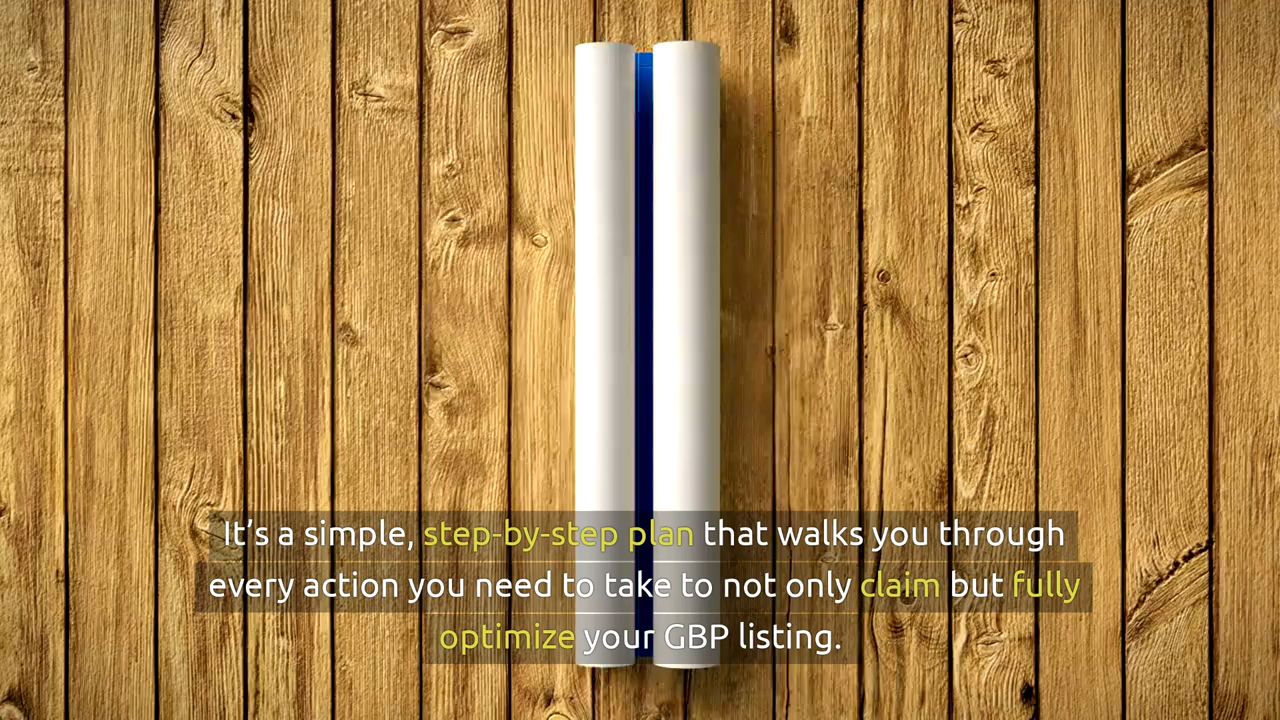 It’s a simple, step-by-step plan that walks you through
every action you need to take to not only claim but fully
optimize your GBP listing.